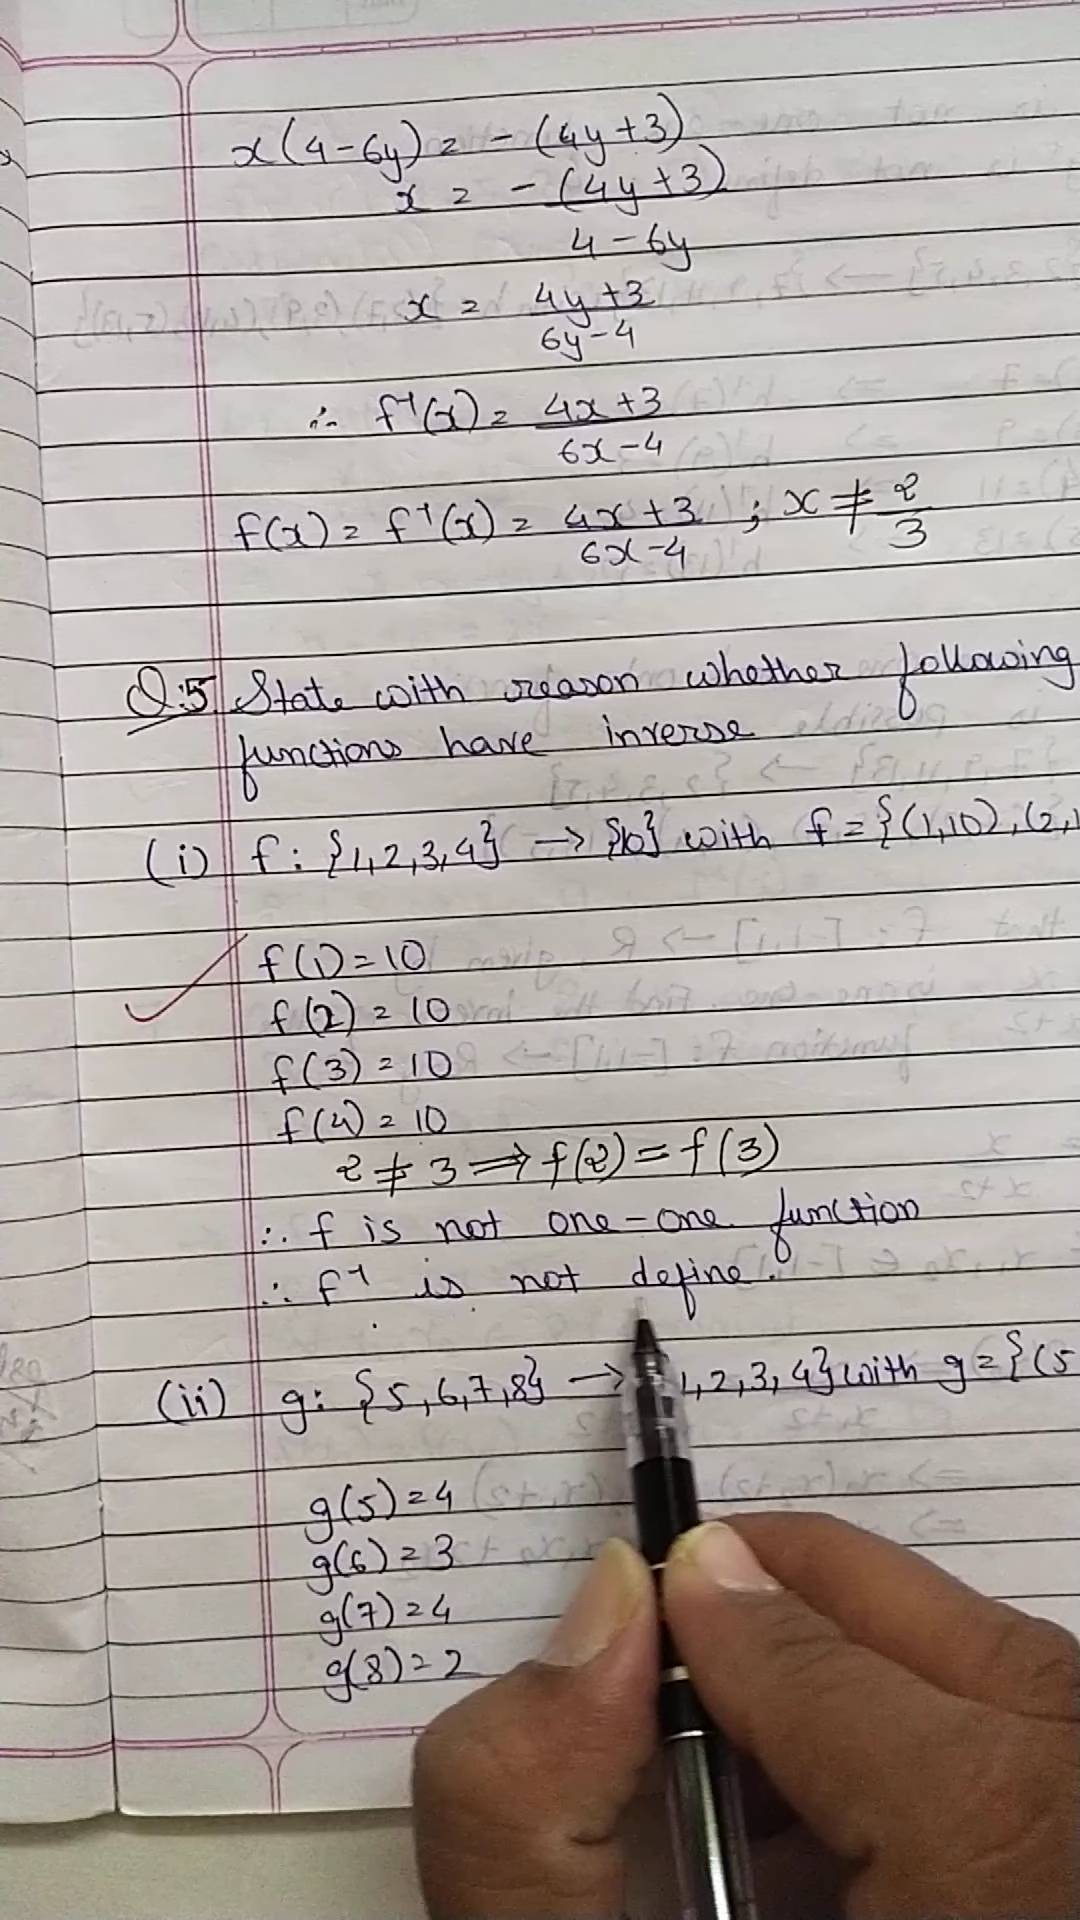 x(4-6y) = -(4y+3)
x = -(4y+3)
4-6y
x = 4y+3
6y-4
∴ f⁻¹(x) = 4x+3
6x-4
f(x) = f⁻¹(x) = 4x+3 ; x ≠ 2
6x-4 3
Q.5 State with reason whether following
functions have inverse
(i) f: {1,2,3,4} → {10} with f = {(1,10), (2,1
f(1) = 10
f(2) = 10
f(3) = 10
f(4) = 10
2 ≠ 3 ⇒ f(2) = f(3)
∴ f is not one-one function
∴ f⁻¹ is not define.
(ii) g: {5,6,7,8} → 1,2,3,4} with g = {(5
g(5) = 4
g(6) = 3
g(7) = 4
g(8) = 2